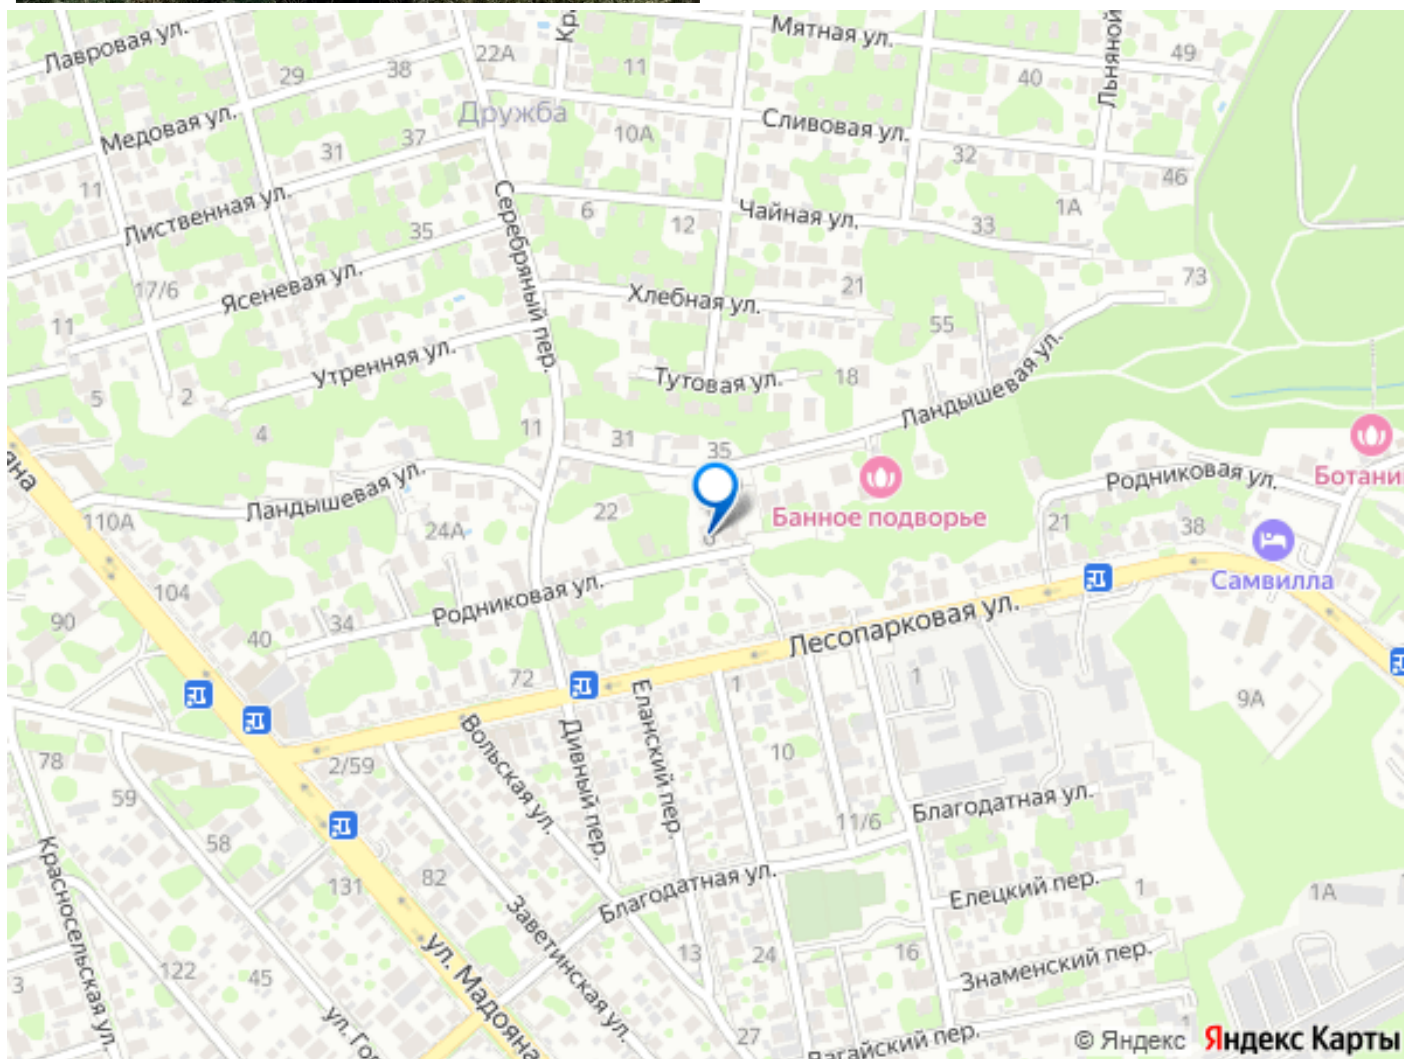 Лавровая ул.
22А
Кр
Мятная ул.
49
Льняной
29
38
11
40
Медовая ул.
Дружба
10А
Сливовая ул.
37
31
32
46
11
Лиственная ул.
Серебряный пер.
6
12
Чайная ул.
33
1А
35
17/6
Ясеневая ул.
Хлебная ул.
21
73
11
55
Утренняя ул.
Тутовая ул.
18
Ландышевая ул.
5
2
4
11
31
35
яна
Ландышевая ул.
22
Банное подворье
Родниковая ул.
Ботани
110А
24А
21
38
104
Родниковая ул.
Самвилла
90
40
34
Лесопарковая ул.
72
1
1
9А
Еланский пер.
Вольская ул.
Дивный пер.
10
78
2/59
59
Благодатная ул.
58
11/6
131
82
Благодатная ул.
Елецкий пер.
1
1А
Красносельская ул.
Заветинская ул.
13
24
16
Знаменский пер.
3
122
45
ул. Мадояна
ул. Го
27
пер.
© Яндекс
Яндекс Карты